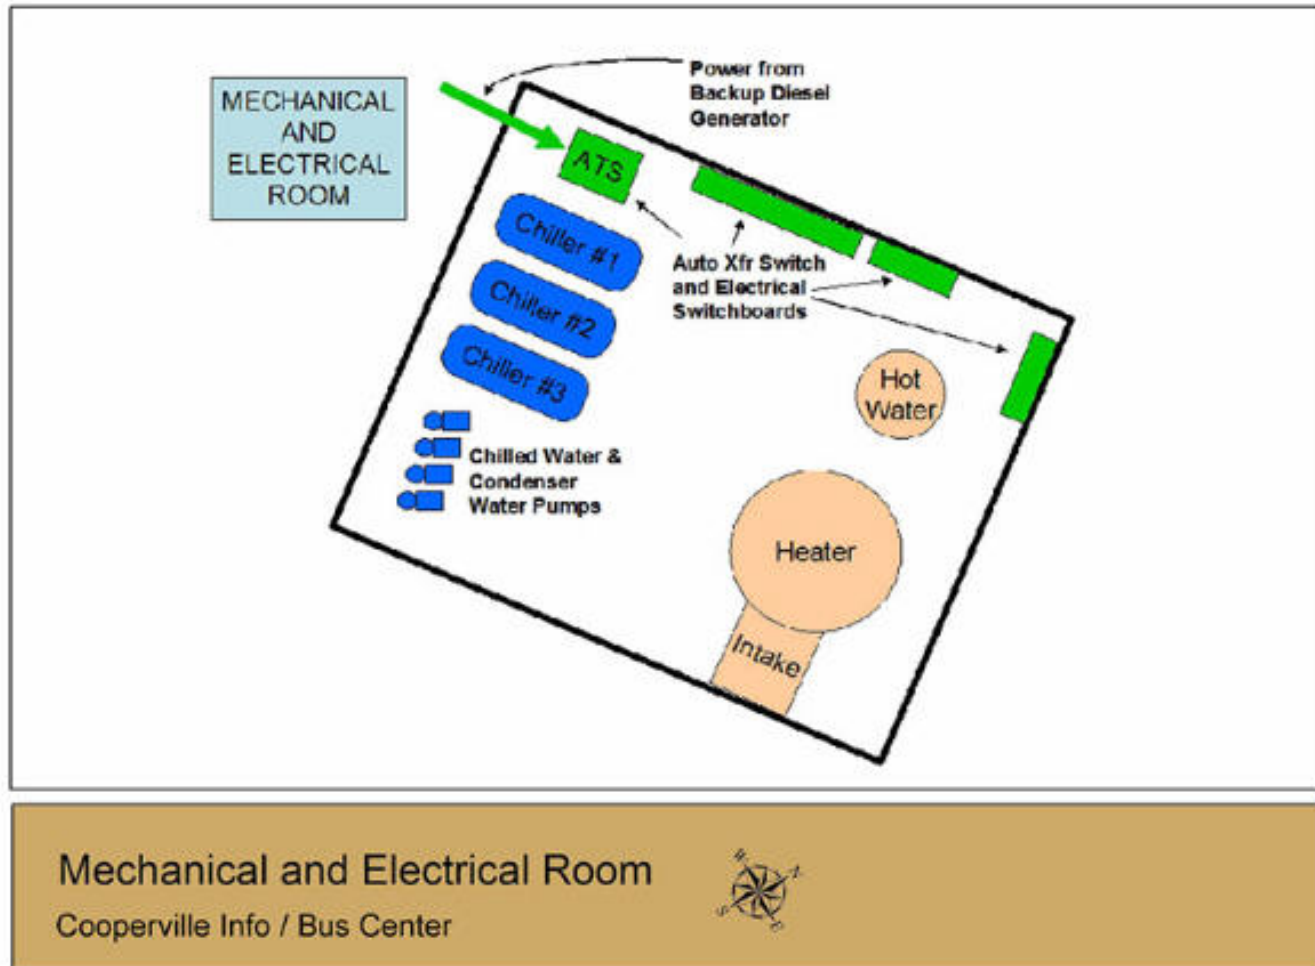 MECHANICAL
AND
ELECTRICAL
ROOM
Power from
Backup Diesel
Generator
ATS
Chiller #1
Chiller #2
Chiller #3
Auto Xfr Switch
and Electrical
Switchboards
Hot
Water
Chilled Water &
Condenser
Water Pumps
Heater
Intake
Mechanical and Electrical Room
Cooperville Info / Bus Center
W
N
S
E